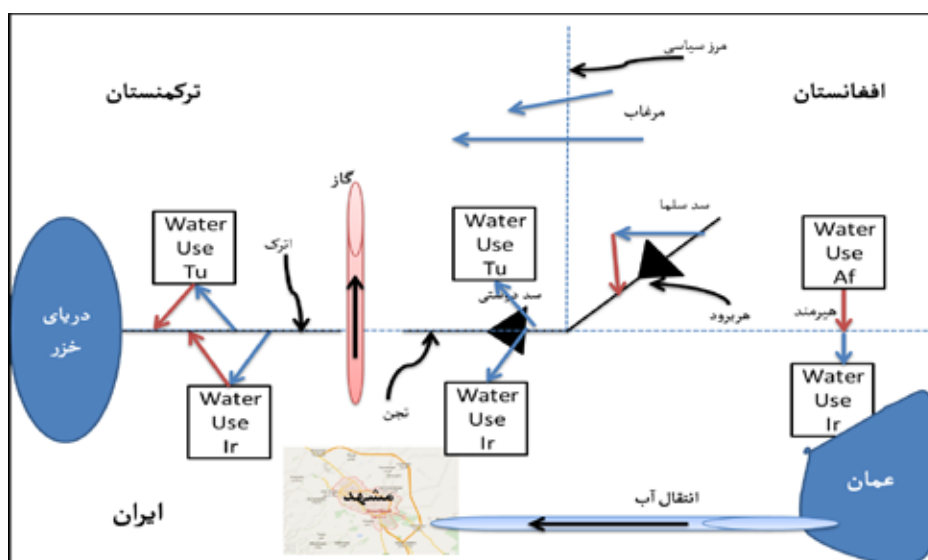 مرز سیاسی
ترکمنستان
افغانستان
مرغاب
گاز
سد سلما
Water
Use
Tu
اترک
Water
Use
Tu
سد دوستی
Water
Use
Af
هیرمند
هریرود
دریای
خزر
Water
Use
Ir
تجن
Water
Use
Ir
Water
Use
Ir
مشهد
عمان
انتقال آب
ایران